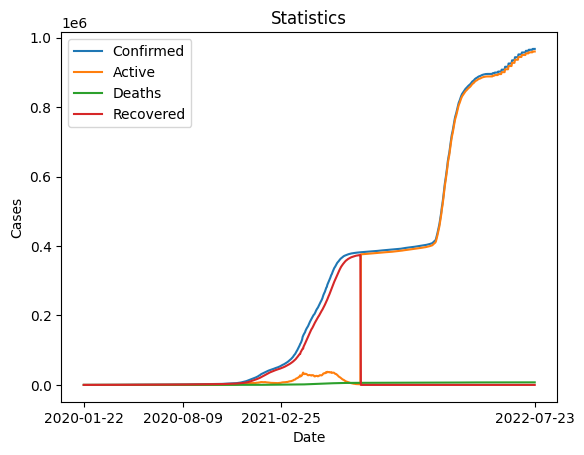 Statistics
1e6
Confirmed
Active
Deaths
Recovered
1.0
0.8
0.6
0.4
0.2
0.0
Cases
2020-01-22 2020-08-09 2021-02-25 2022-07-23
Date